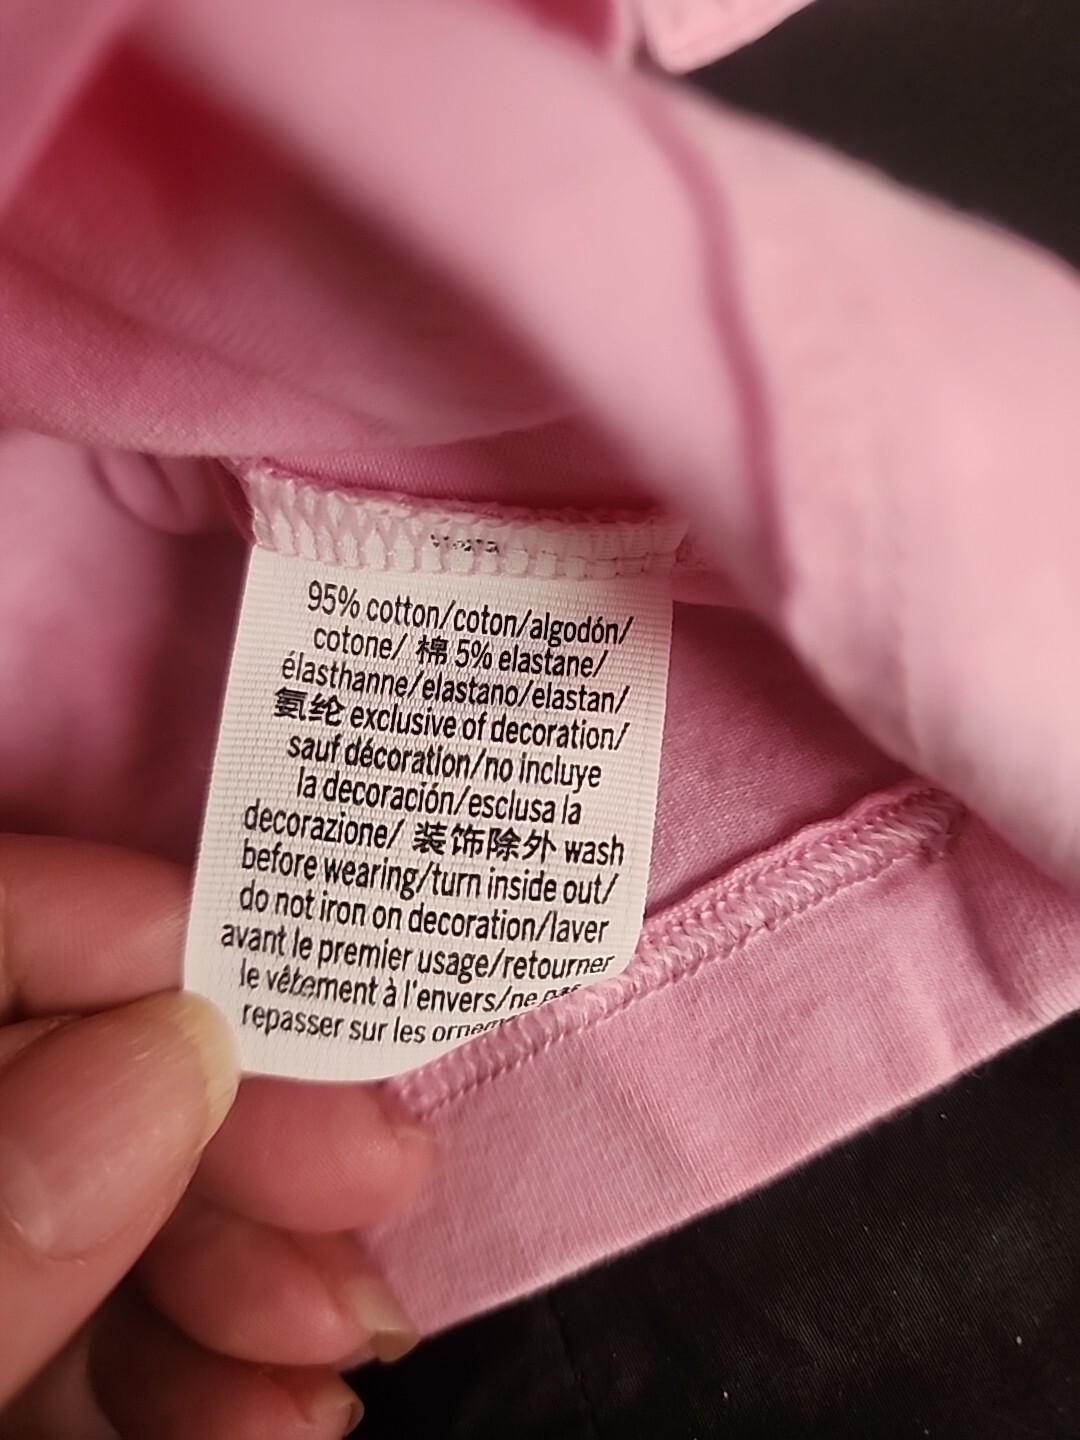 95% cotton/coton/algodón/
cotone/ 棉 5% elastane/
élasthanne/elastano/elastan/
氨纶 exclusive of decoration/
sauf décoration/no incluye
la decoración/esclusa la
decorazione/ 装饰除外 wash
before wearing/turn inside out/
do not iron on decoration/laver
avant le premier usage/retourner
le vêtement à l'envers/ne
repasser sur les